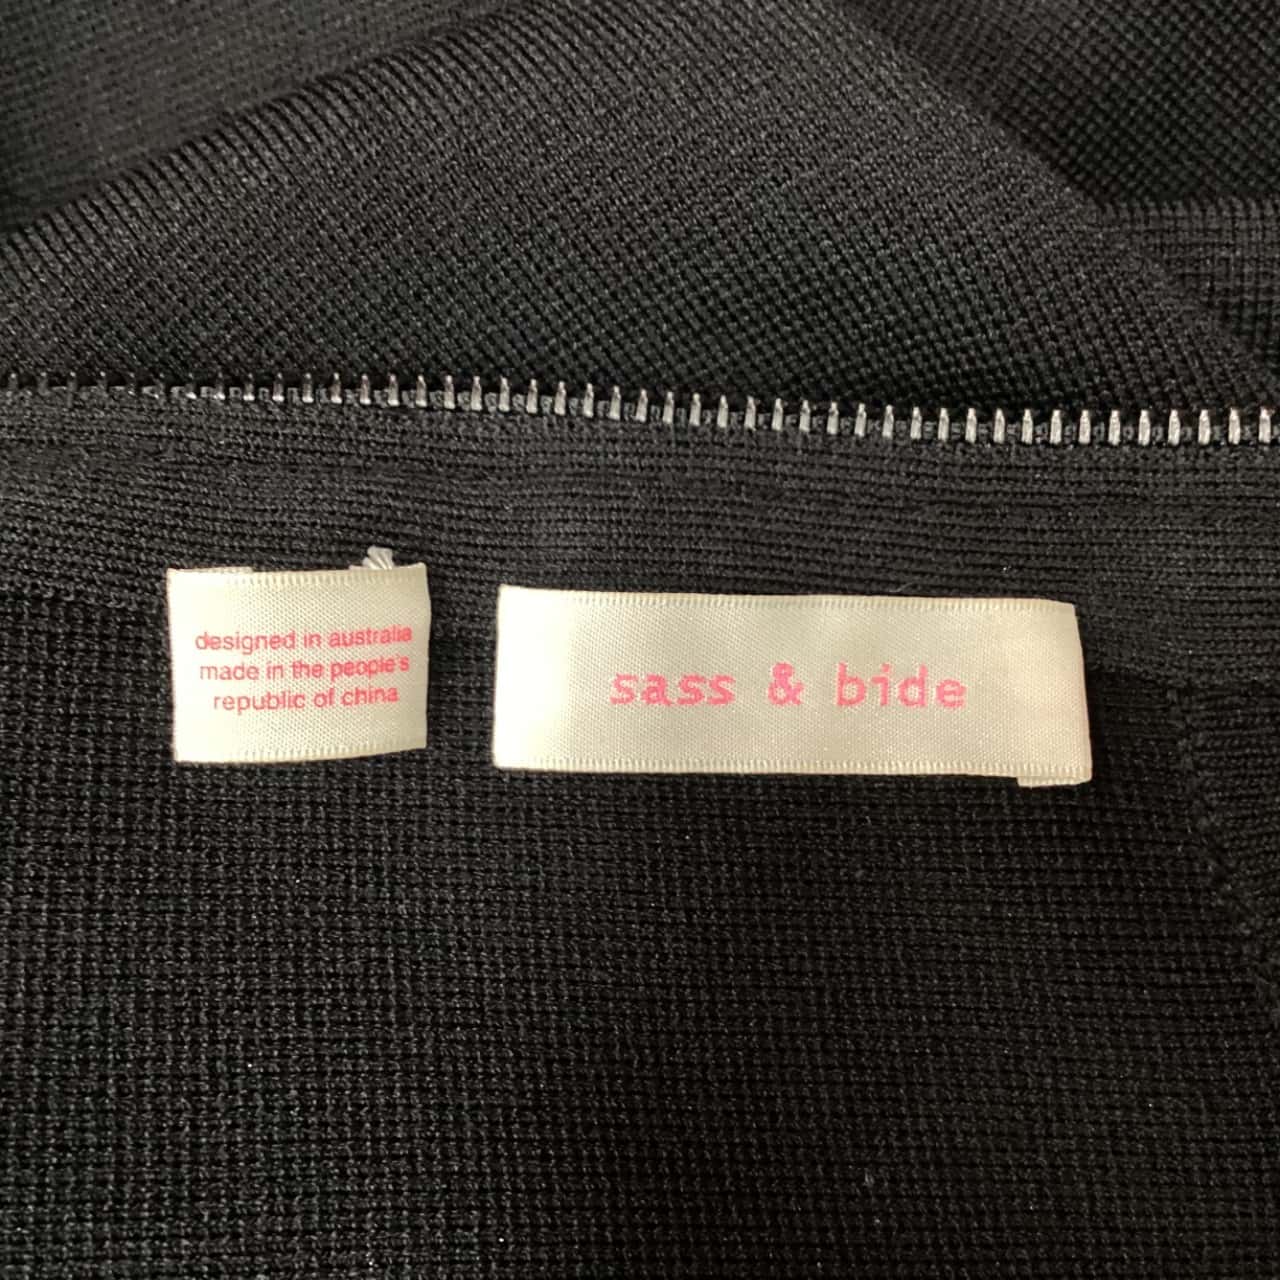 designed in australia
made in the people's
republic of china
sass & bide